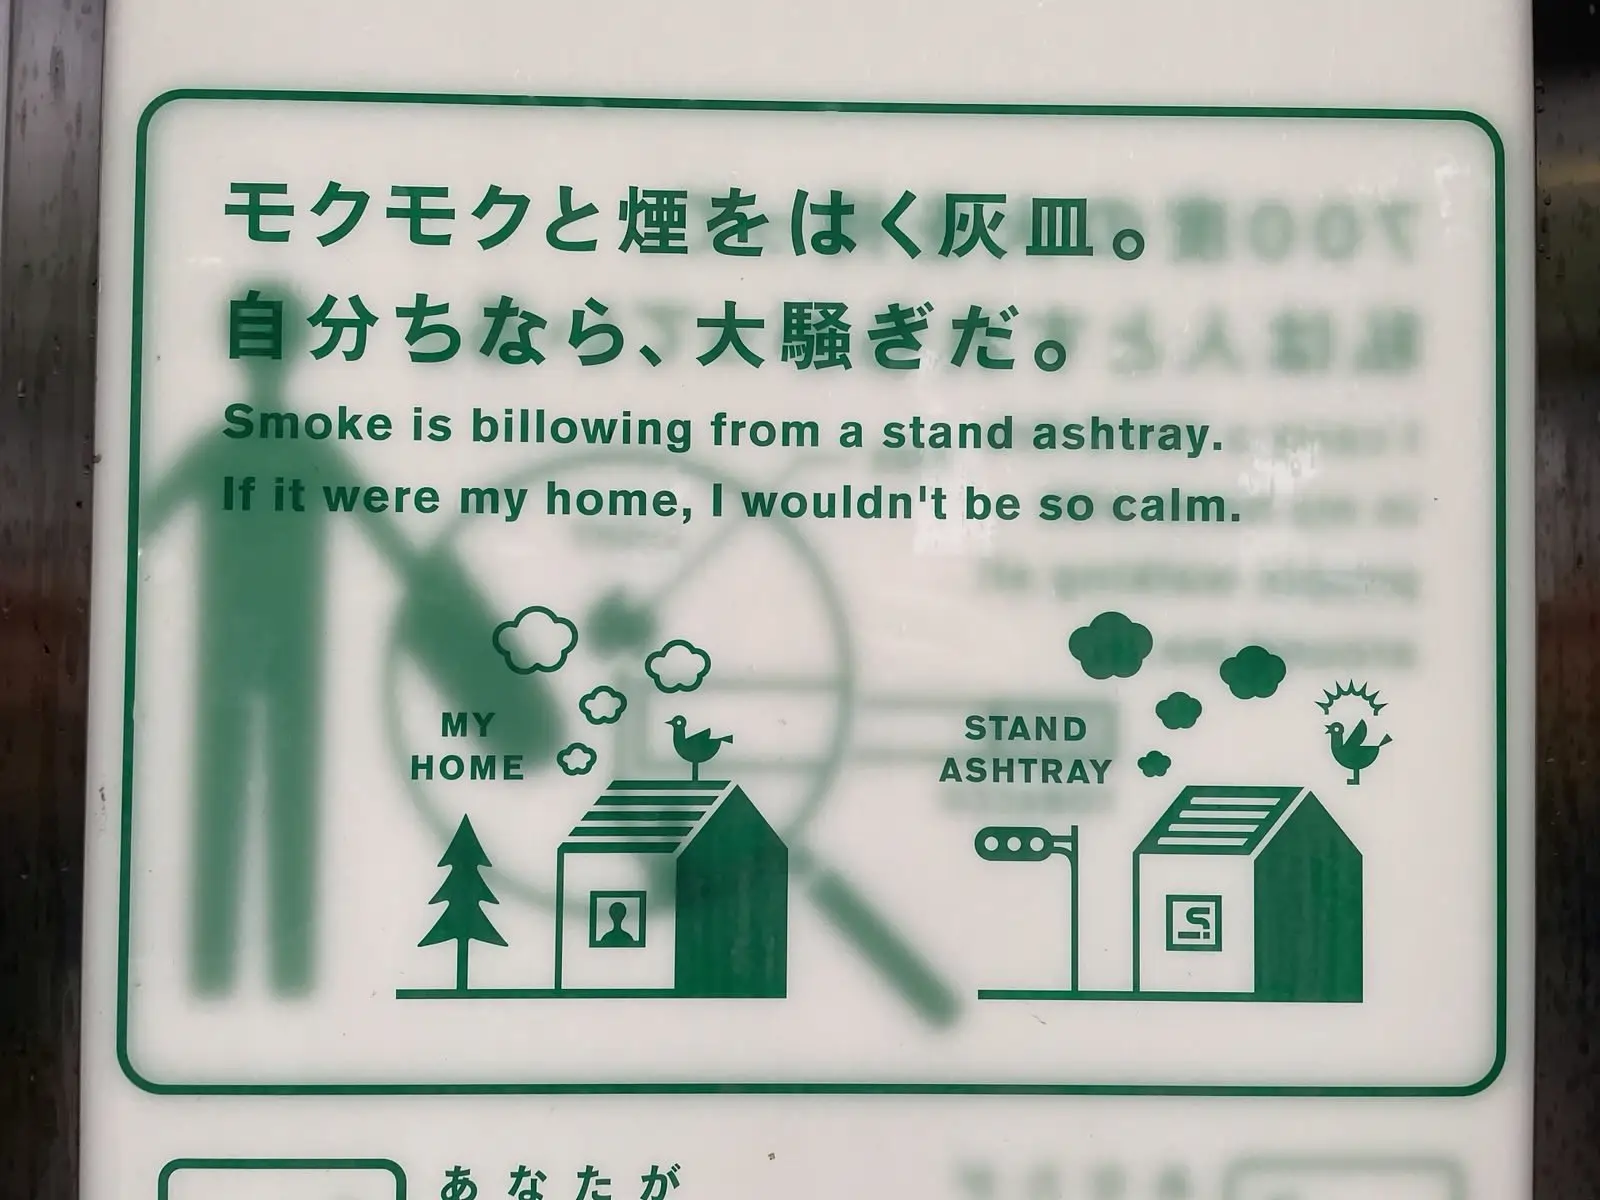 モクモクと煙をはく灰皿。
自分ちなら、大騒ぎだ。
Smoke is billowing from a stand ashtray.
If it were my home, I wouldn't be so calm.
MY
HOME
STAND
ASHTRAY
あなたが